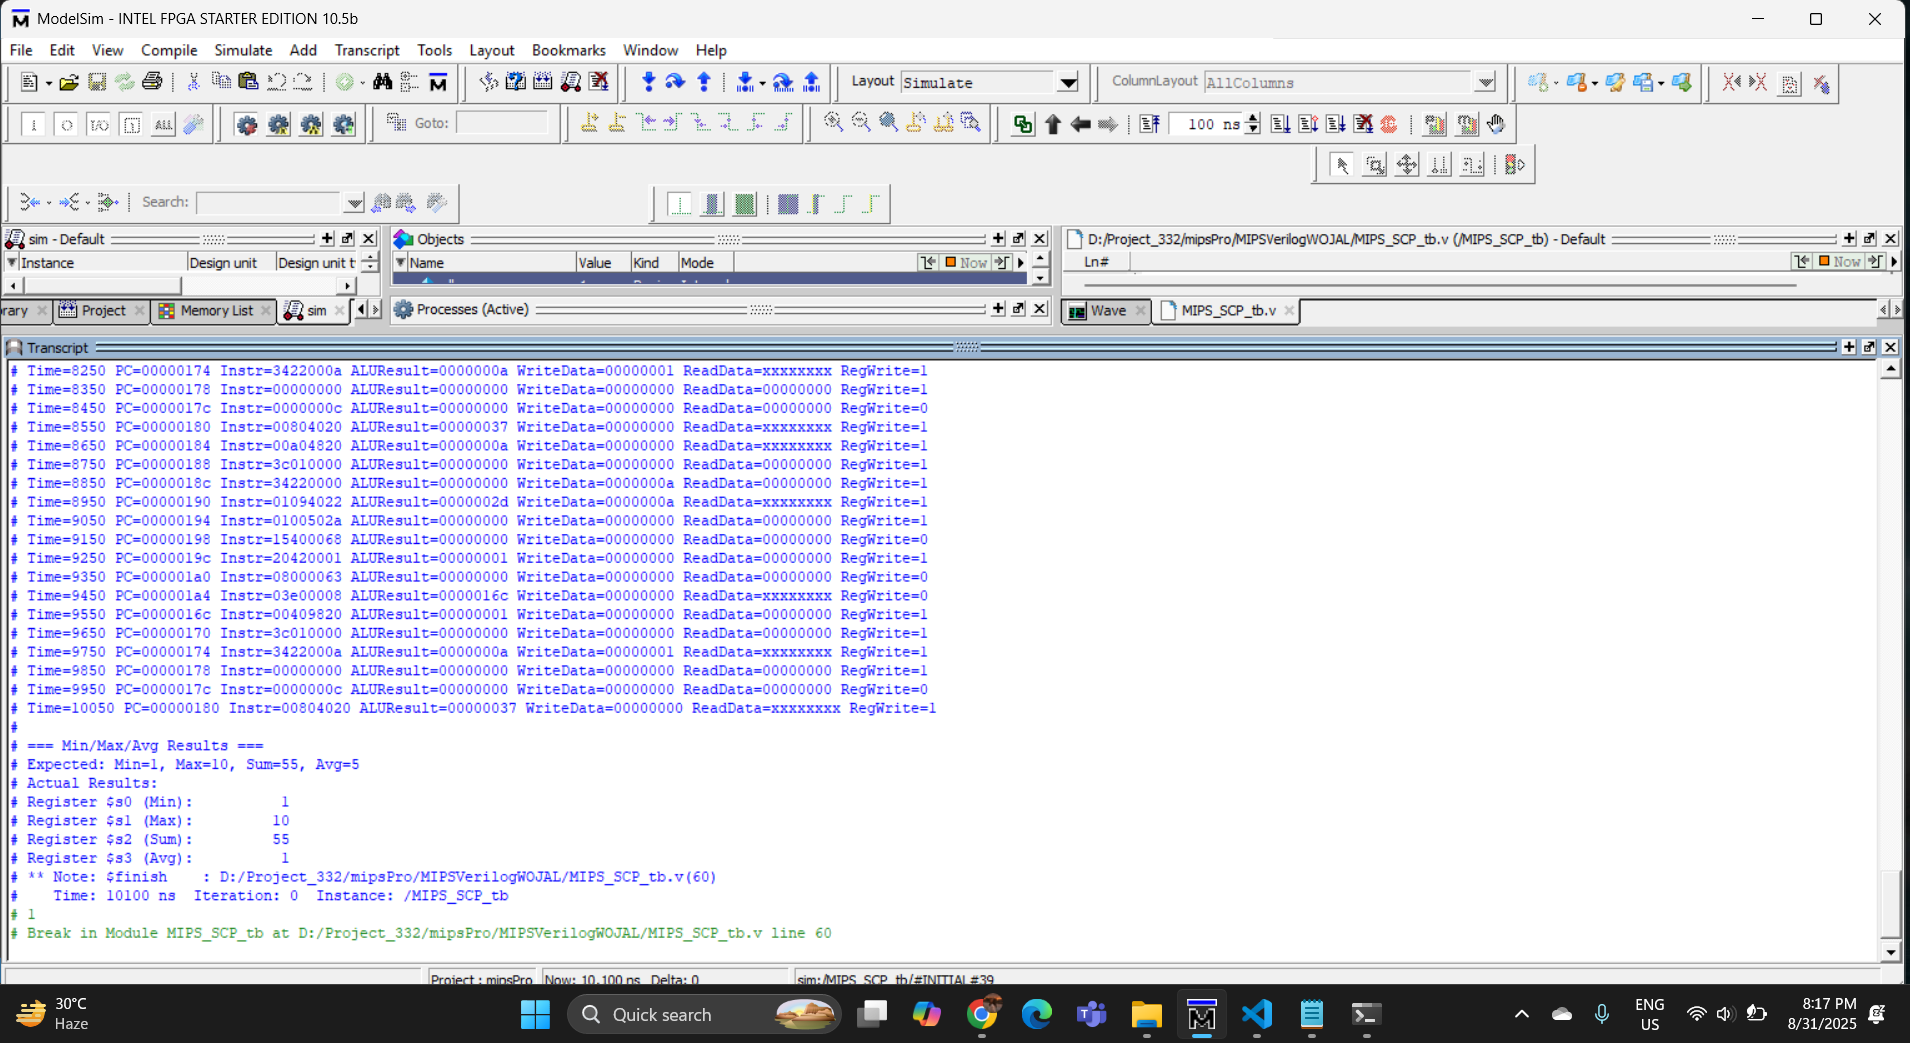 ModelSim - INTEL FPGA STARTER EDITION 10.5b
File Edit View Compile Simulate Add Transcript Tools Layout Bookmarks Window Help
Layout Simulate ColumnLayout AllColumns
ALL Goto: 100 ns
Search:
sim - Default Objects D:/Project_332/mipsPro/MIPSVerilogWOJAL/MIPS_SCP_tb.v (/MIPS_SCP_tb) - Default
Instance Design unit Design unit t Name Value Kind Mode Now Ln# Now
rary Project Memory List sim Processes (Active) Wave MIPS_SCP_tb.v
Transcript
# Time=8250 PC=00000174 Instr=3422000a ALUResult=0000000a WriteData=00000001 ReadData=xxxxxxxx RegWrite=1
# Time=8350 PC=00000178 Instr=00000000 ALUResult=00000000 WriteData=00000000 ReadData=00000000 RegWrite=1
# Time=8450 PC=0000017c Instr=0000000c ALUResult=00000000 WriteData=00000000 ReadData=00000000 RegWrite=0
# Time=8550 PC=00000180 Instr=00804020 ALUResult=00000037 WriteData=00000000 ReadData=xxxxxxxx RegWrite=1
# Time=8650 PC=00000184 Instr=00a04820 ALUResult=0000000a WriteData=00000000 ReadData=xxxxxxxx RegWrite=1
# Time=8750 PC=00000188 Instr=3c010000 ALUResult=00000000 WriteData=00000000 ReadData=00000000 RegWrite=1
# Time=8850 PC=0000018c Instr=34220000 ALUResult=00000000 WriteData=0000000a ReadData=00000000 RegWrite=1
# Time=8950 PC=00000190 Instr=01094022 ALUResult=0000002d WriteData=0000000a ReadData=xxxxxxxx RegWrite=1
# Time=9050 PC=00000194 Instr=0100502a ALUResult=00000000 WriteData=00000000 ReadData=00000000 RegWrite=1
# Time=9150 PC=00000198 Instr=15400068 ALUResult=00000000 WriteData=00000000 ReadData=00000000 RegWrite=0
# Time=9250 PC=0000019c Instr=20420001 ALUResult=00000001 WriteData=00000000 ReadData=00000000 RegWrite=1
# Time=9350 PC=000001a0 Instr=08000063 ALUResult=00000000 WriteData=00000000 ReadData=00000000 RegWrite=0
# Time=9450 PC=000001a4 Instr=03e00008 ALUResult=0000016c WriteData=00000000 ReadData=xxxxxxxx RegWrite=0
# Time=9550 PC=0000016c Instr=00409820 ALUResult=00000001 WriteData=00000000 ReadData=00000000 RegWrite=1
# Time=9650 PC=00000170 Instr=3c010000 ALUResult=00000000 WriteData=00000000 ReadData=00000000 RegWrite=1
# Time=9750 PC=00000174 Instr=3422000a ALUResult=0000000a WriteData=00000001 ReadData=xxxxxxxx RegWrite=1
# Time=9850 PC=00000178 Instr=00000000 ALUResult=00000000 WriteData=00000000 ReadData=00000000 RegWrite=1
# Time=9950 PC=0000017c Instr=0000000c ALUResult=00000000 WriteData=00000000 ReadData=00000000 RegWrite=0
# Time=10050 PC=00000180 Instr=00804020 ALUResult=00000037 WriteData=00000000 ReadData=xxxxxxxx RegWrite=1
#
# === Min/Max/Avg Results ===
# Expected: Min=1, Max=10, Sum=55, Avg=5
# Actual Results:
# Register $s0 (Min): 1
# Register $s1 (Max): 10
# Register $s2 (Sum): 55
# Register $s3 (Avg): 1
# ** Note: $finish : D:/Project_332/mipsPro/MIPSVerilogWOJAL/MIPS_SCP_tb.v(60)
# Time: 10100 ns Iteration: 0 Instance: /MIPS_SCP_tb
# 1
# Break in Module MIPS_SCP_tb at D:/Project_332/mipsPro/MIPSVerilogWOJAL/MIPS_SCP_tb.v line 60
Project : mipsPro Now: 10,100 ns Delta: 0 sim:/MIPS_SCP_tb/#INITIAL#39
30°C
Haze
Quick search
ENG
US
8:17 PM
8/31/2025